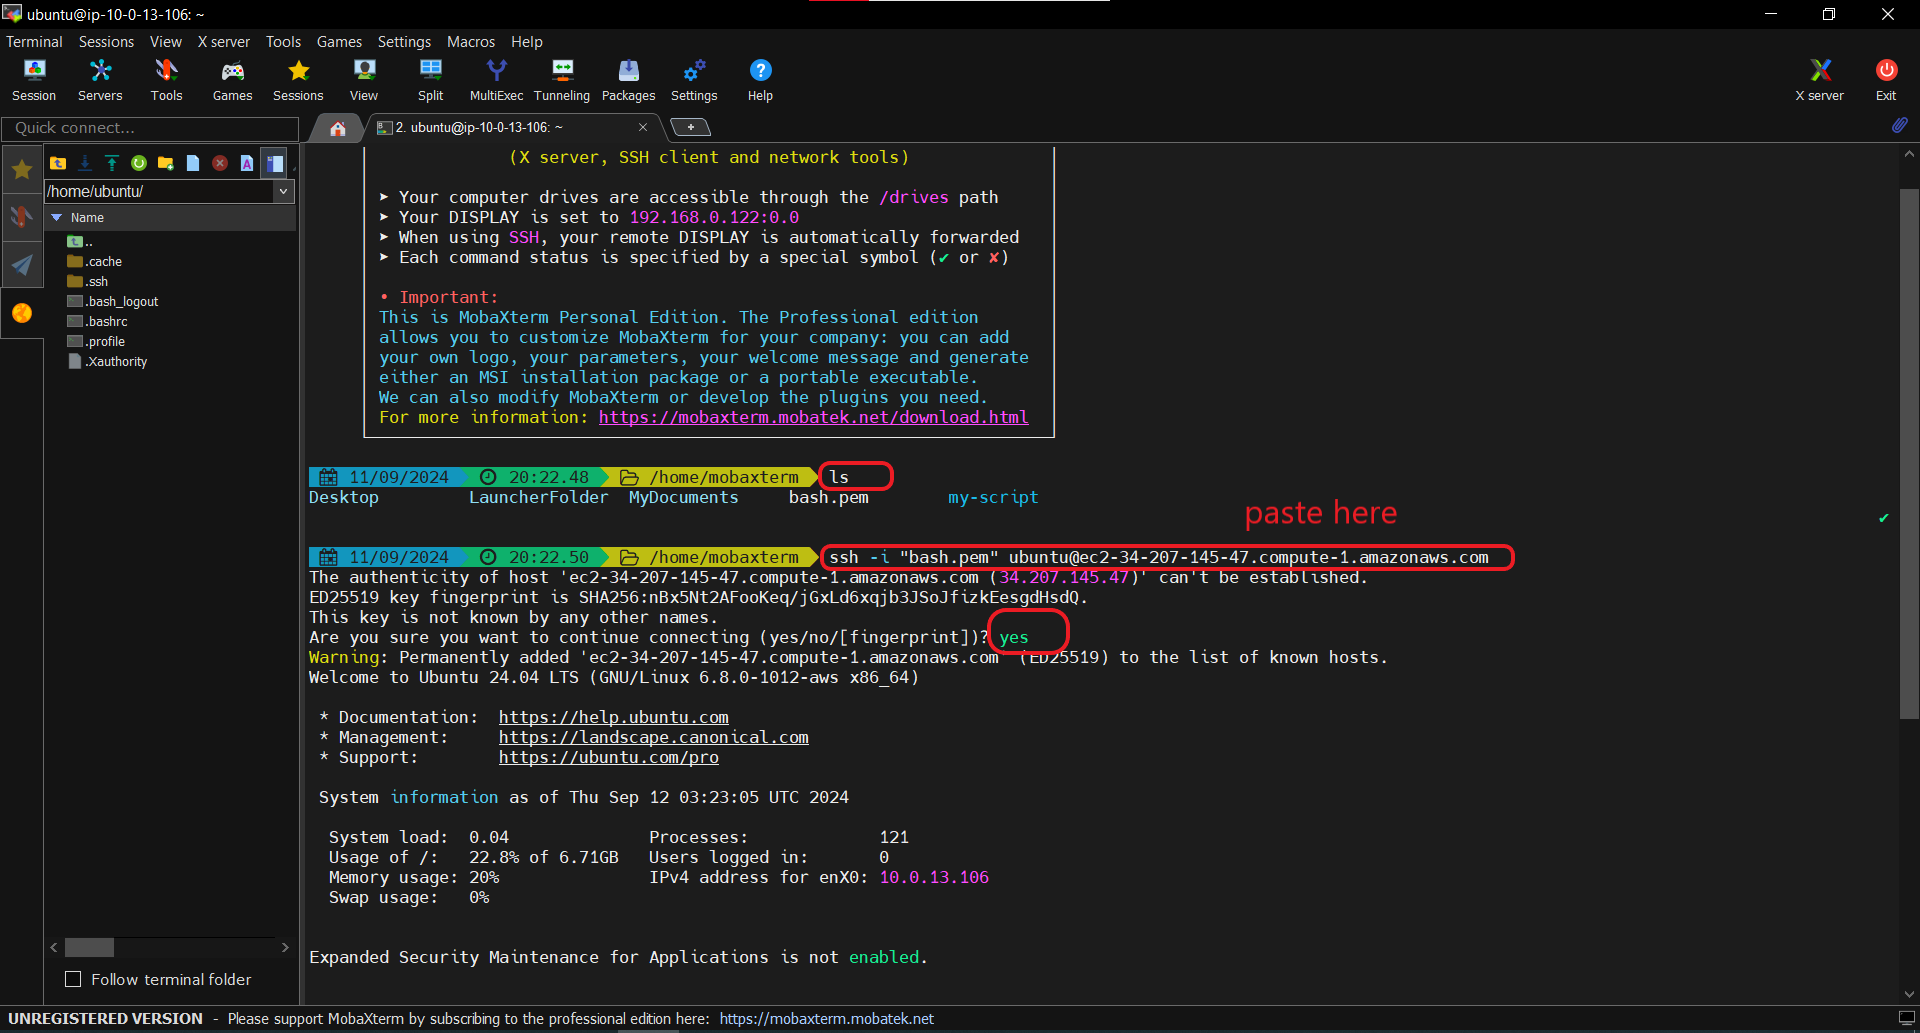 ubuntu@ip-10-0-13-106: ~
Terminal Sessions View X server Tools Games Settings Macros Help
Session Servers Tools Games Sessions View Split MultiExec Tunneling Packages Settings Help X server Exit
Quick connect...
2. ubuntu@ip-10-0-13-106: ~
/home/ubuntu/
Name
..
.cache
.ssh
.bash_logout
.bashrc
.profile
.Xauthority
(X server, SSH client and network tools)
➤ Your computer drives are accessible through the /drives path
➤ Your DISPLAY is set to 192.168.0.122:0.0
➤ When using SSH, your remote DISPLAY is automatically forwarded
➤ Each command status is specified by a special symbol (✔ or ✘)
• Important:
This is MobaXterm Personal Edition. The Professional edition
allows you to customize MobaXterm for your company: you can add
your own logo, your parameters, your welcome message and generate
either an MSI installation package or a portable executable.
We can also modify MobaXterm or develop the plugins you need.
For more information: https://mobaxterm.mobatek.net/download.html
11/09/2024 20:22.48 /home/mobaxterm ls
Desktop LauncherFolder MyDocuments bash.pem my-script
paste here
✔
11/09/2024 20:22.50 /home/mobaxterm ssh -i "bash.pem" ubuntu@ec2-34-207-145-47.compute-1.amazonaws.com
The authenticity of host 'ec2-34-207-145-47.compute-1.amazonaws.com (34.207.145.47)' can't be established.
ED25519 key fingerprint is SHA256:nBx5Nt2AFooKeq/jGxLd6xqjb3JSoJfizkEesgdHsdQ.
This key is not known by any other names.
Are you sure you want to continue connecting (yes/no/[fingerprint])? yes
Warning: Permanently added 'ec2-34-207-145-47.compute-1.amazonaws.com' (ED25519) to the list of known hosts.
Welcome to Ubuntu 24.04 LTS (GNU/Linux 6.8.0-1012-aws x86_64)
* Documentation: https://help.ubuntu.com
* Management: https://landscape.canonical.com
* Support: https://ubuntu.com/pro
System information as of Thu Sep 12 03:23:05 UTC 2024
System load: 0.04 Processes: 121
Usage of /: 22.8% of 6.71GB Users logged in: 0
Memory usage: 20% IPv4 address for enX0: 10.0.13.106
Swap usage: 0%
Expanded Security Maintenance for Applications is not enabled.
Follow terminal folder
UNREGISTERED VERSION - Please support MobaXterm by subscribing to the professional edition here: https://mobaxterm.mobatek.net